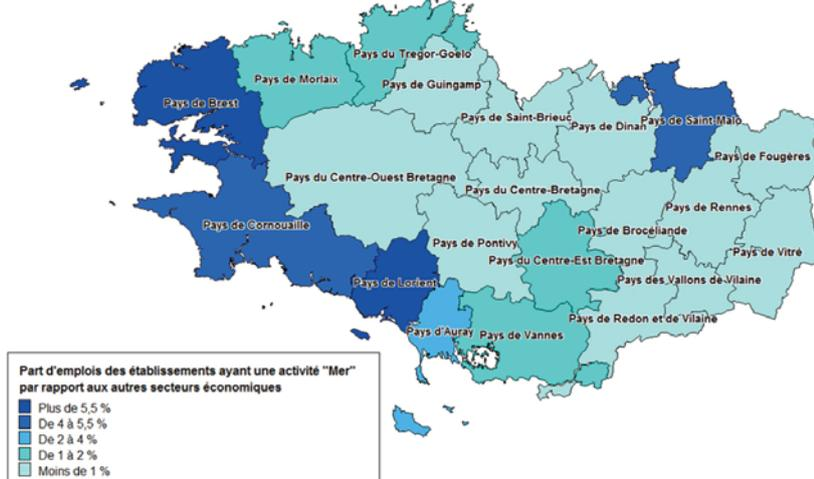 Pays du Tregor-Goelo
Pays de Morlaix
Pays de Guingamp
Pays de Brest
Pays de Saint-Brieuc
Pays de Dinan
Pays de Saint-Malo
Pays de Fougères
Pays du Centre-Ouest Bretagne
Pays du Centre-Bretagne
Pays de Rennes
Pays de Cornouaille
Pays de Brocéliande
Pays de Pontivy
Pays de Vitré
Pays du Centre-Est Bretagne
Pays de Lorient
Pays des Vallons de Vilaine
Pays de Redon et de Vilaine
Pays d'Auray
Pays de Vannes
Part d'emplois des établissements ayant une activité "Mer"
par rapport aux autres secteurs économiques
Plus de 5,5 %
De 4 à 5,5 %
De 2 à 4 %
De 1 à 2 %
Moins de 1 %